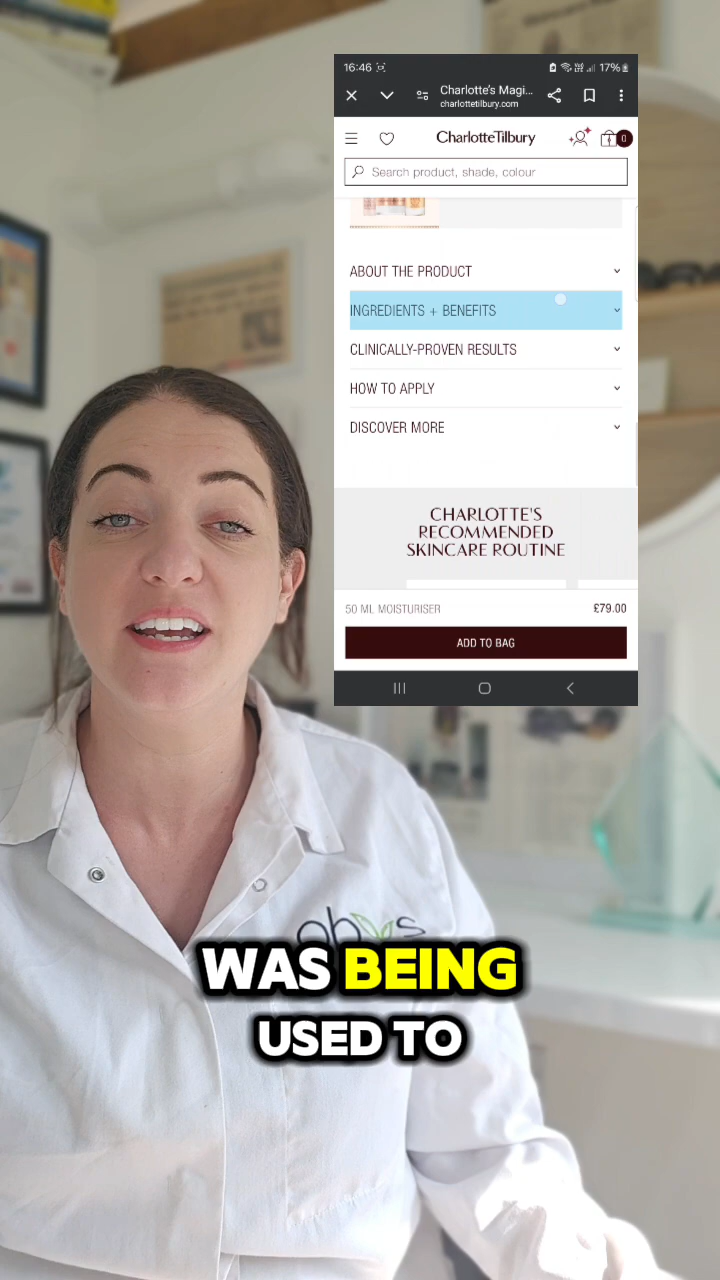 16:46
17%
Charlotte's Magi...
charlottetilbury.com
CharlotteTilbury
0
Search product, shade, colour
ABOUT THE PRODUCT
INGREDIENTS + BENEFITS
CLINICALLY-PROVEN RESULTS
HOW TO APPLY
DISCOVER MORE
CHARLOTTE'S
RECOMMENDED
SKINCARE ROUTINE
50 ML MOISTURISER
£79.00
ADD TO BAG
WAS BEING
USED TO